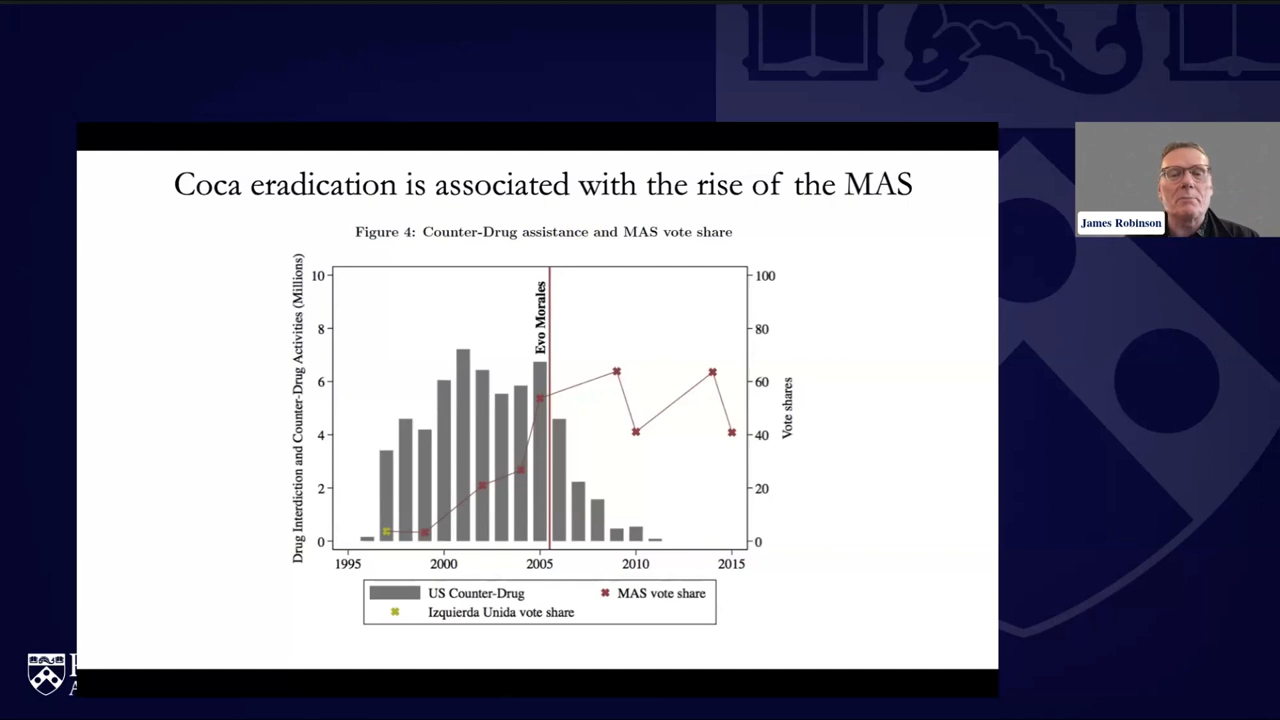 Coca eradication is associated with the rise of the MAS
Figure 4: Counter-Drug assistance and MAS vote share
Drug Interdiction and Counter-Drug Activities (Millions)
10
8
6
4
2
0
Evo Morales
100
80
60
40
20
0
Vote shares
1995
2000
2005
2010
2015
US Counter-Drug
MAS vote share
Izquierda Unida vote share
James Robinson